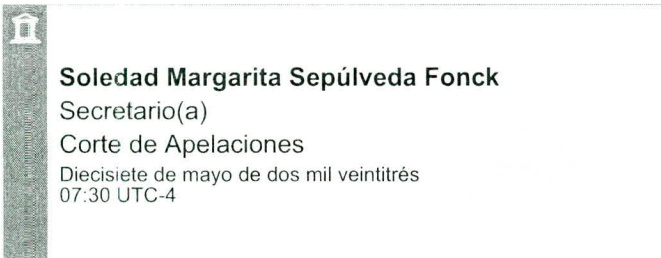 Soledad Margarita Sepúlveda Fonck
Secretario(a)
Corte de Apelaciones
Diecisiete de mayo de dos mil veintitrés
07:30 UTC-4